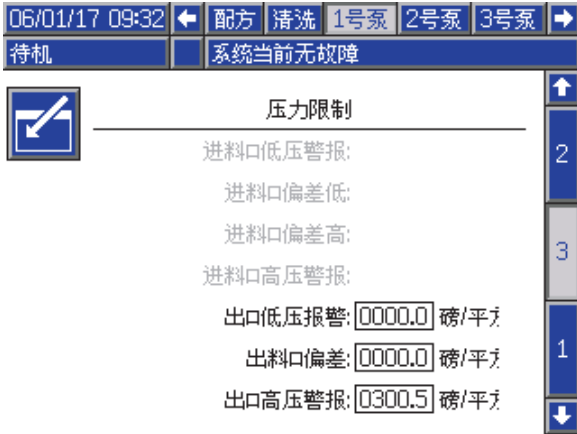 06/01/17 09:32 配方 清洗 1号泵 2号泵 3号泵
待机 系统当前无故障
压力限制
进料口低压警报:
2
进料口偏差低:
进料口偏差高:
3
进料口高压警报:
出口低压报警: 0000.0 磅/平方
出料口偏差: 0000.0 磅/平方
1
出口高压警报: 0300.5 磅/平方